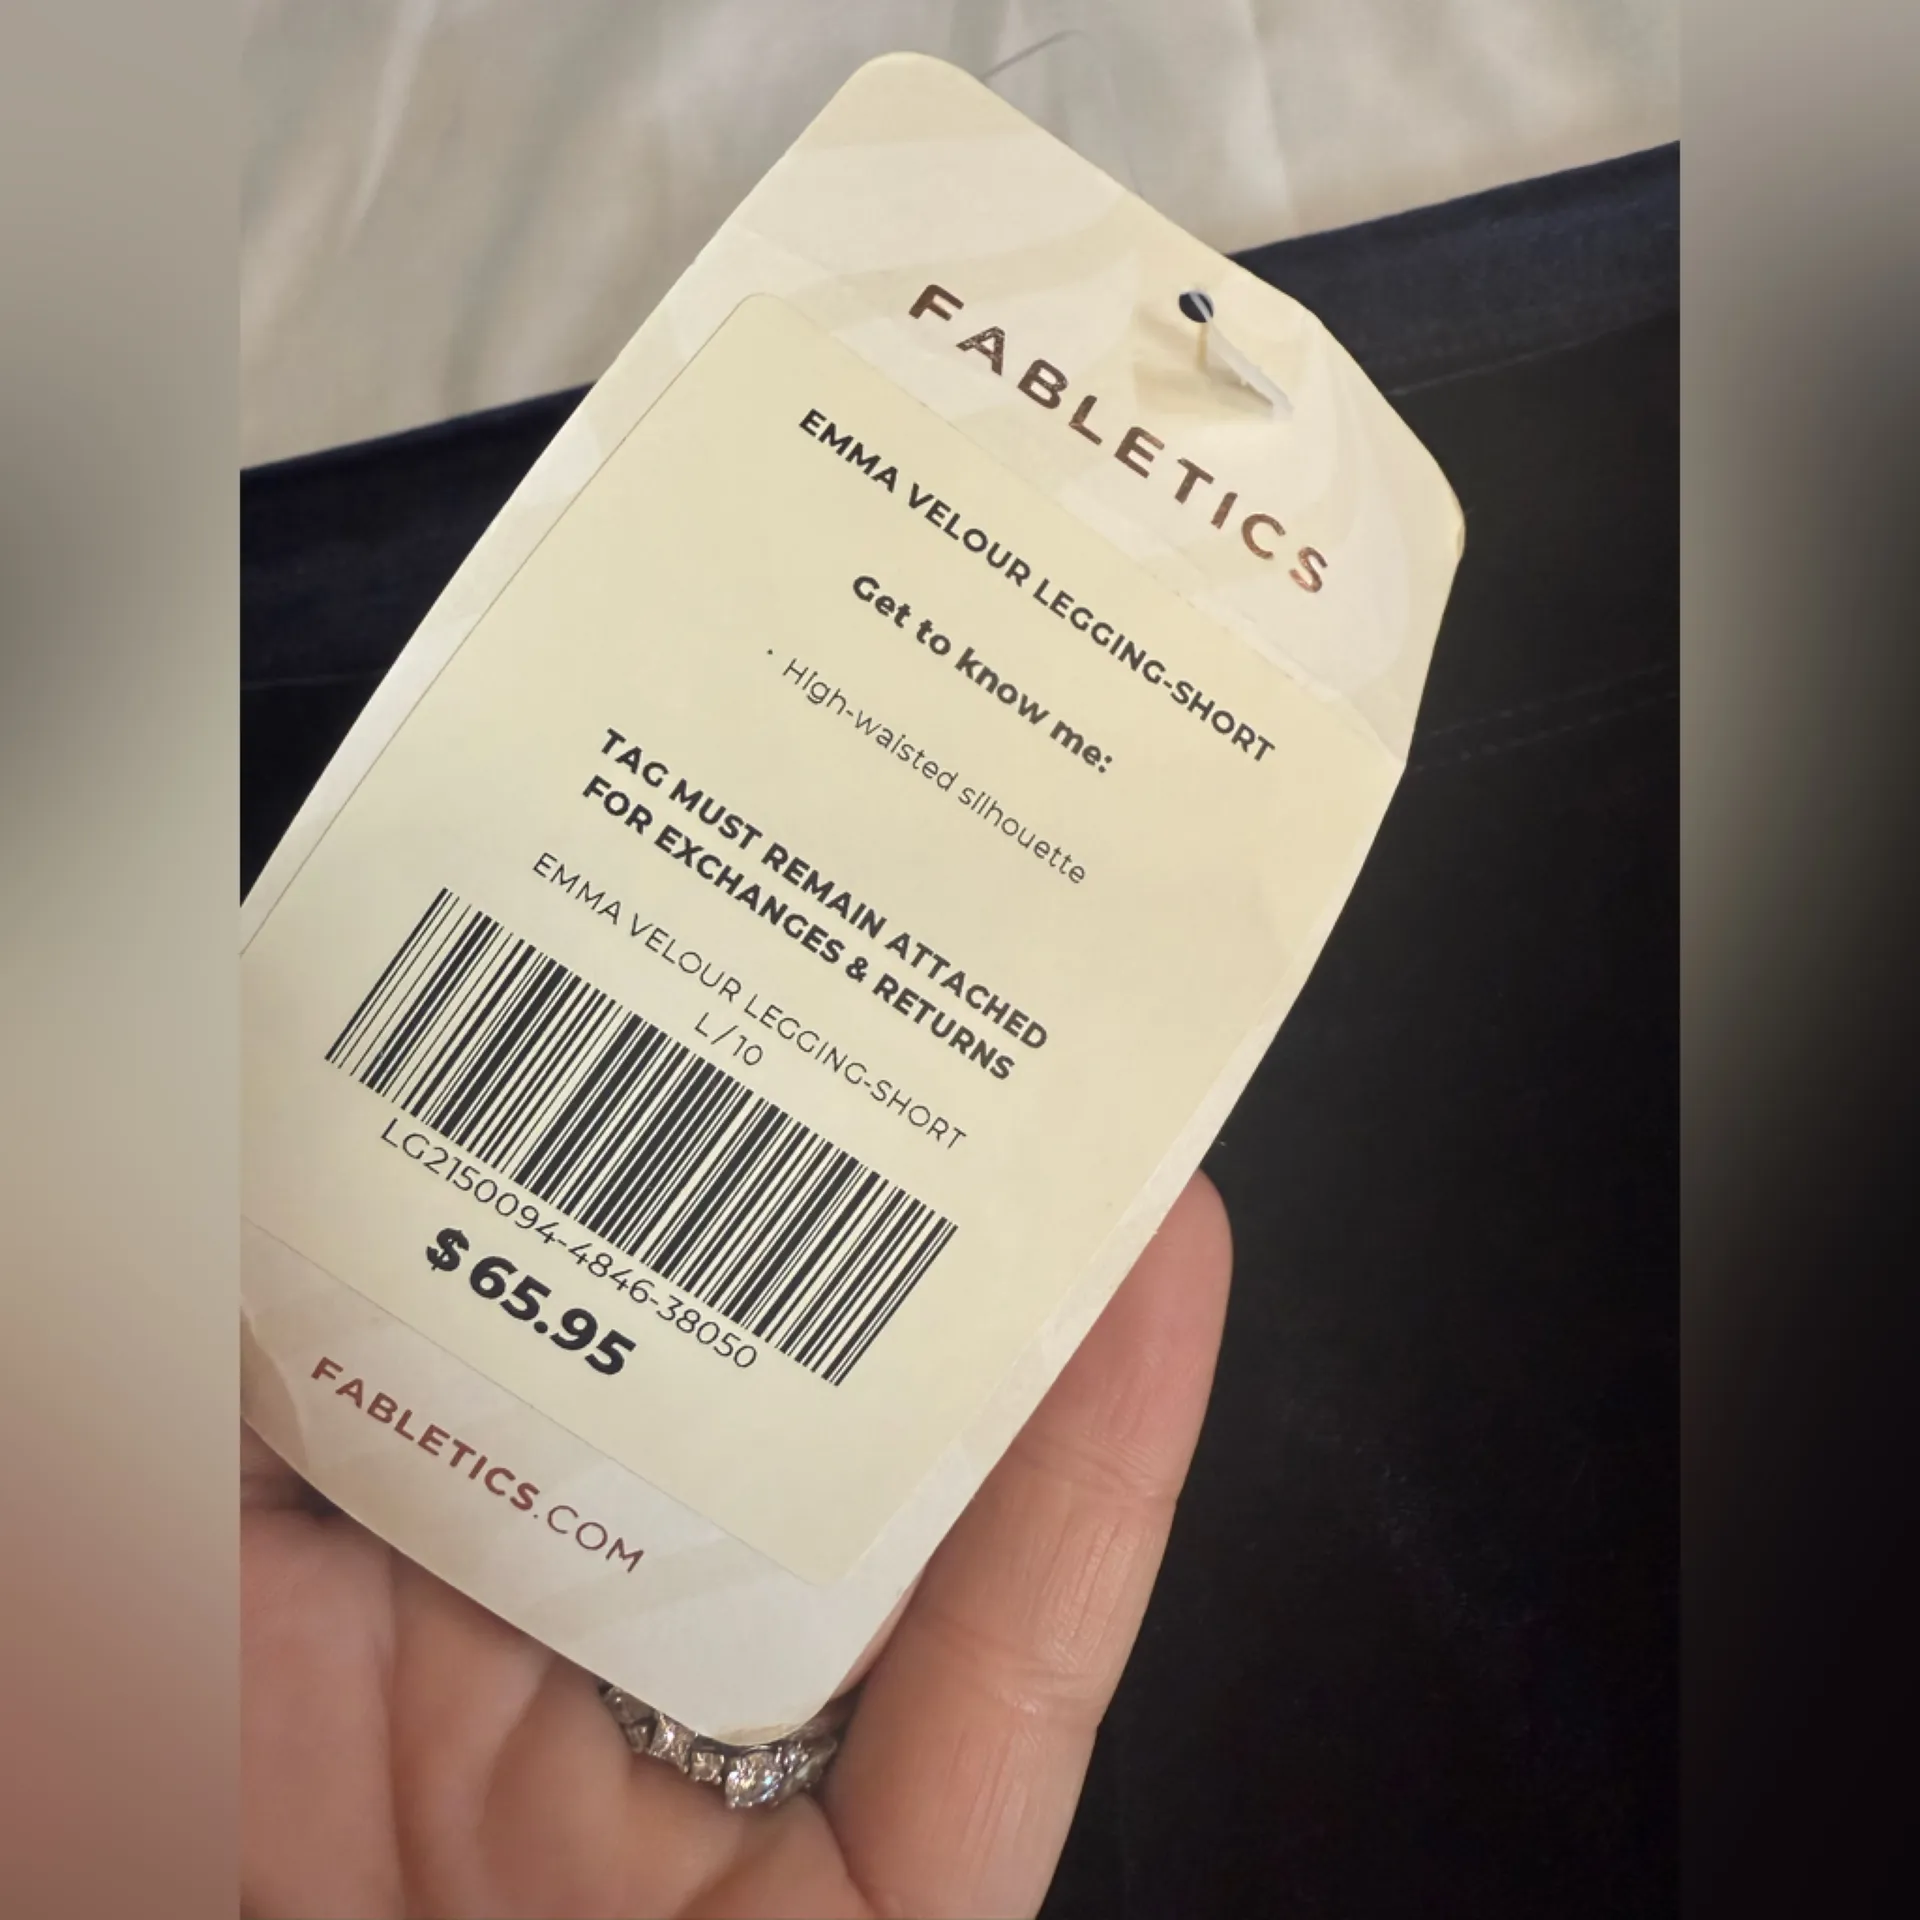 FABLETICS
EMMA VELOUR LEGGING-SHORT
Get to know me:
· High-waisted silhouette
TAG MUST REMAIN ATTACHED
FOR EXCHANGES & RETURNS
EMMA VELOUR LEGGING-SHORT
L / 10
LG2150094-4846-38050
$65.95
FABLETICS.COM